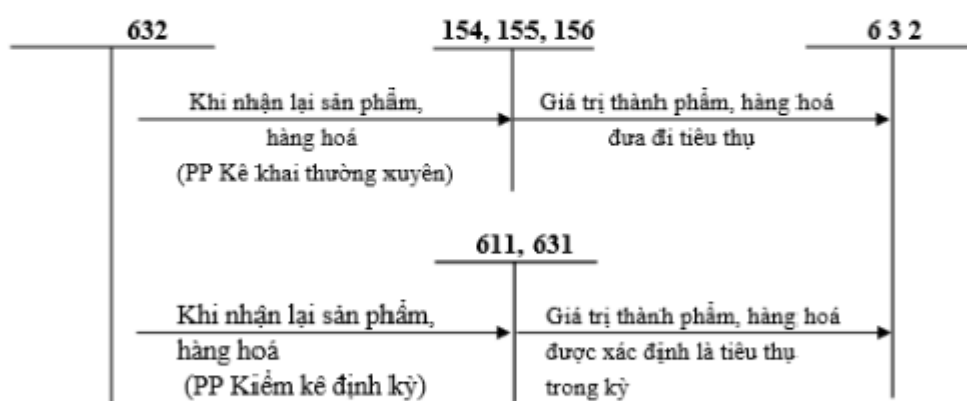 632
154, 155, 156
6 3 2
Khi nhận lại sản phẩm,
hàng hoá
(PP Kê khai thường xuyên)
Giá trị thành phẩm, hàng hoá
đưa đi tiêu thụ
611, 631
Khi nhận lại sản phẩm,
hàng hoá
(PP Kiểm kê định kỳ)
Giá trị thành phẩm, hàng hoá
được xác định là tiêu thụ
trong kỳ